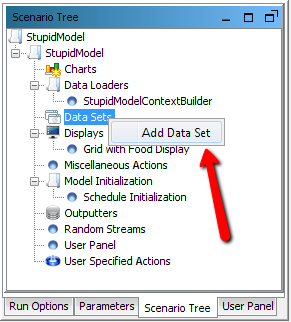 Scenario Tree
StupidModel
StupidModel
Charts
Data Loaders
StupidModelContextBuilder
Data Sets
Add Data Set
Displays
Grid with Food Display
Miscellaneous Actions
Model Initialization
Schedule Initialization
Outputters
Random Streams
User Panel
User Specified Actions
Run Options Parameters Scenario Tree User Panel